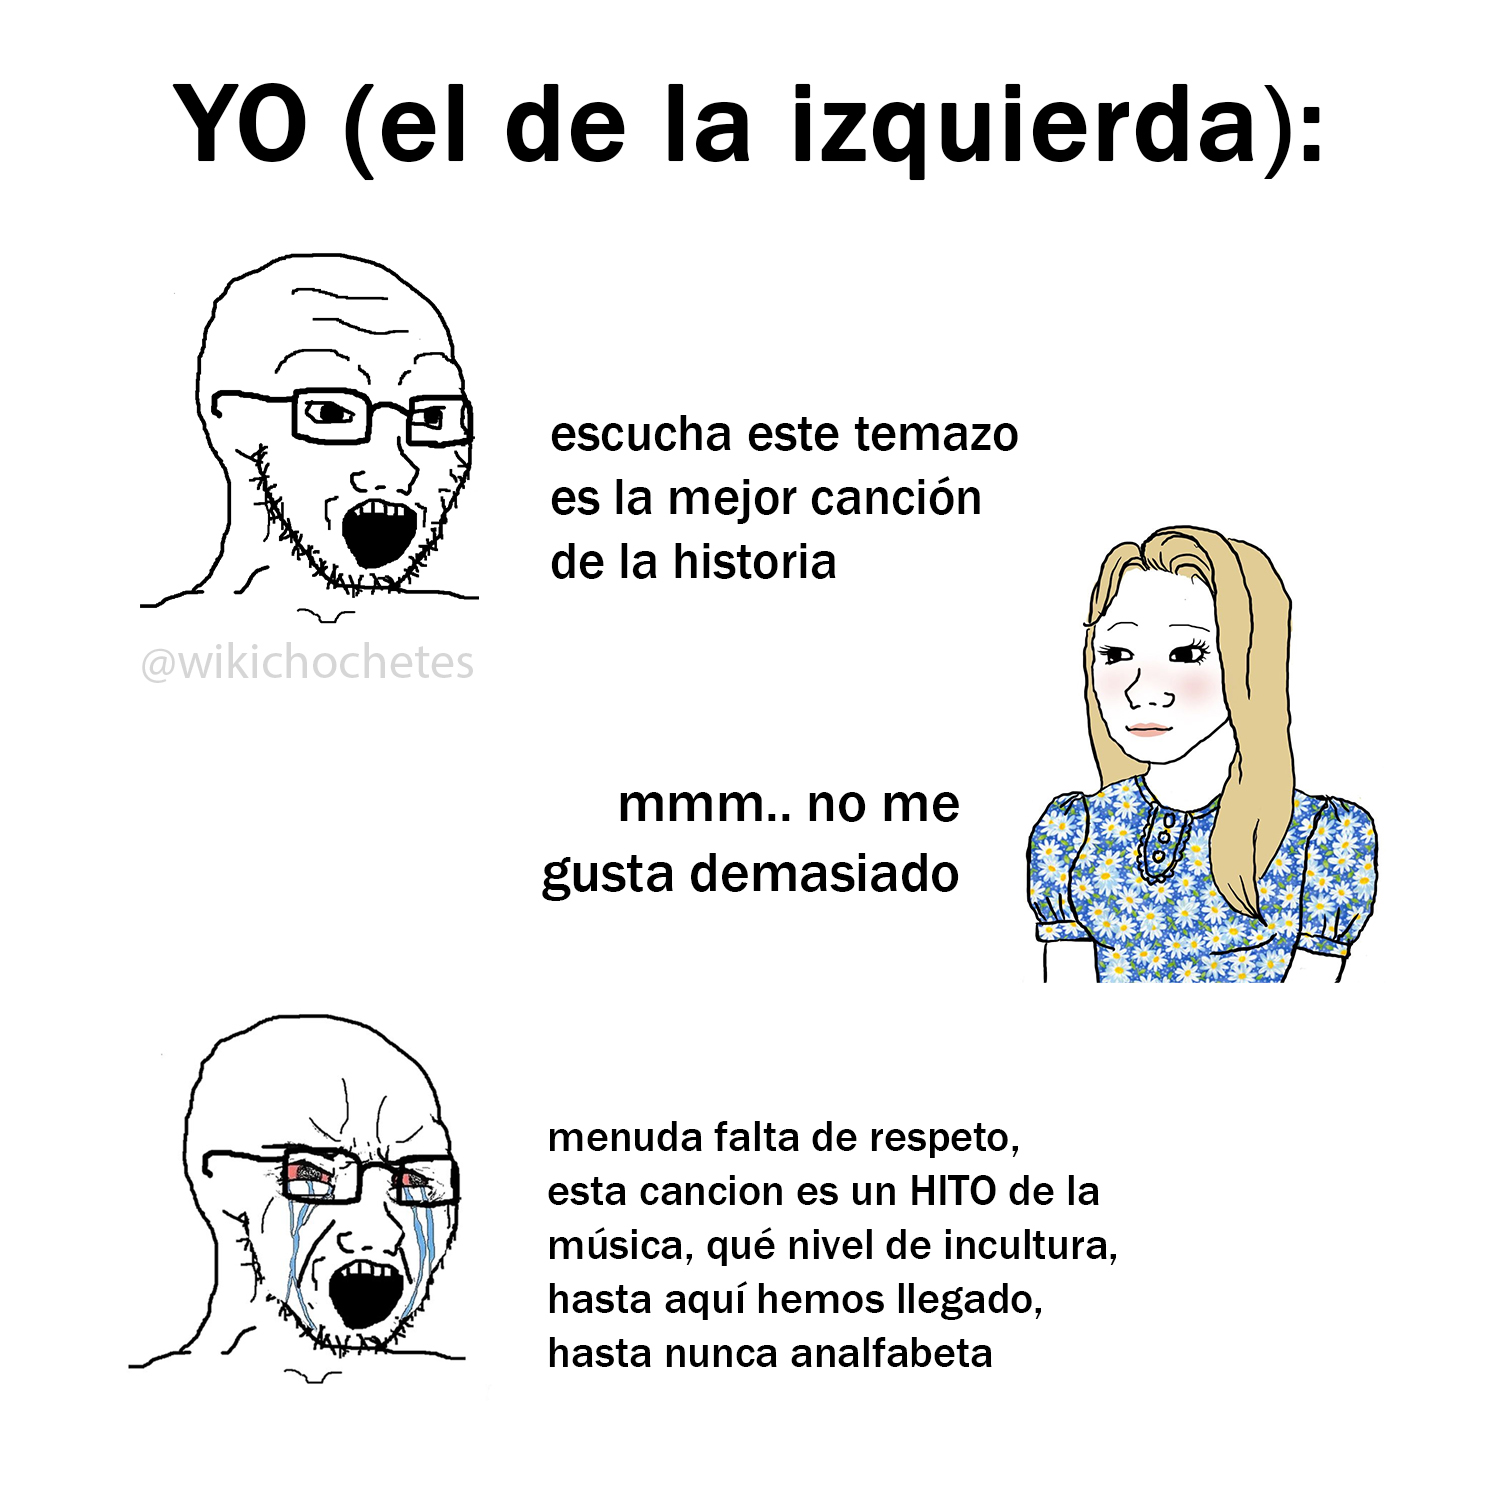 YO (el de la izquierda):
escucha este temazo
es la mejor canción
de la historia
@wikichochetes
mmm.. no me
gusta demasiado
menuda falta de respeto,
esta cancion es un HITO de la
música, qué nivel de incultura,
hasta aquí hemos llegado,
hasta nunca analfabeta